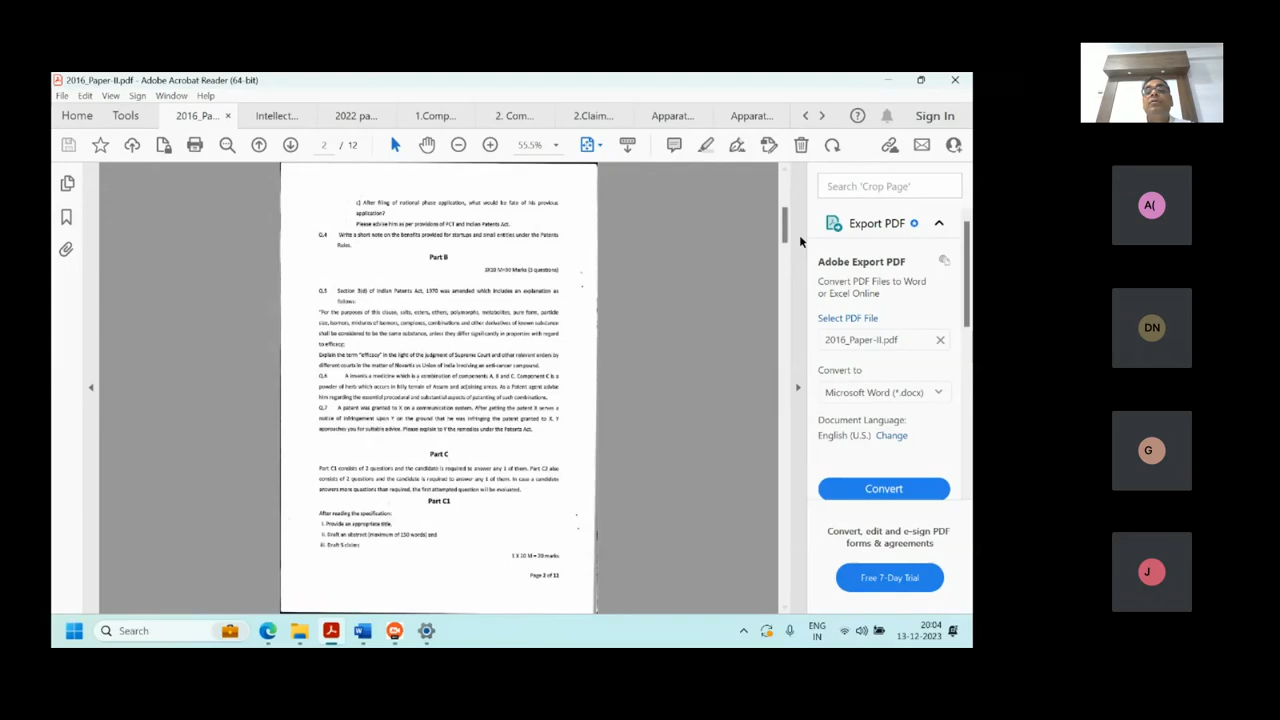 2016_Paper-II.pdf - Adobe Acrobat Reader (64-bit)
File Edit View Sign Window Help
Home Tools 2016_Pa... × Intellect... 2022 pa... 1.Comp... 2. Com... 2.Claim... Apparat... Apparat... Sign In
2 / 12 55.5%
c) After filing of national phase application, what would be fate of his previous
application?
Please advise him as per provisions of PCT and Indian Patents Act.
Q.4 Write a short note on the benefits provided for startups and small entities under the Patents
Rules.
Part B
3X10 M=30 Marks (3 questions)
Q.5 Section 3(d) of Indian Patents Act, 1970 was amended which includes an explanation as
follows:
"For the purposes of this clause, salts, esters, ethers, polymorphs, metabolites, pure form, particle
size, isomers, mixtures of isomers, complexes, combinations and other derivatives of known substance
shall be considered to be the same substance, unless they differ significantly in properties with regard
to efficacy;
Explain the term "efficacy" in the light of the judgment of Supreme Court and other relevant orders by
different courts in the matter of Novartis vs Union of India involving an anti-cancer compound.
Q.6 A invents a medicine which is a combination of components A, B and C. Component C is a
powder of herb which occurs in hilly terrain of Assam and adjoining areas. As a Patent agent advise
him regarding the essential procedural and substantial aspects of patenting of such combinations.
Q.7 A patent was granted to X on a communication system. After getting the patent X serves a
notice of infringement upon Y on the ground that he was infringing the patent granted to X. Y
approaches you for suitable advice. Please explain to Y the remedies under the Patents Act.
Part C
Part C1 consists of 2 questions and the candidate is required to answer any 1 of them. Part C2 also
consists of 2 questions and the candidate is required to answer any 1 of them. In case a candidate
answers more questions than required, the first attempted question will be evaluated.
Part C1
After reading the specification:
i. Provide an appropriate title,
ii. Draft an abstract (maximum of 150 words) and
iii. Draft 5 claims
1 X 20 M = 20 marks
Page 2 of 12
Search 'Crop Page'
Export PDF
Adobe Export PDF
Convert PDF Files to Word
or Excel Online
Select PDF File
2016_Paper-II.pdf ×
Convert to
Microsoft Word (*.docx)
Document Language:
English (U.S.) Change
Convert
Convert, edit and e-sign PDF
forms & agreements
Free 7-Day Trial
Search
ENG
IN
20:04
13-12-2023
A(
DN
G
J